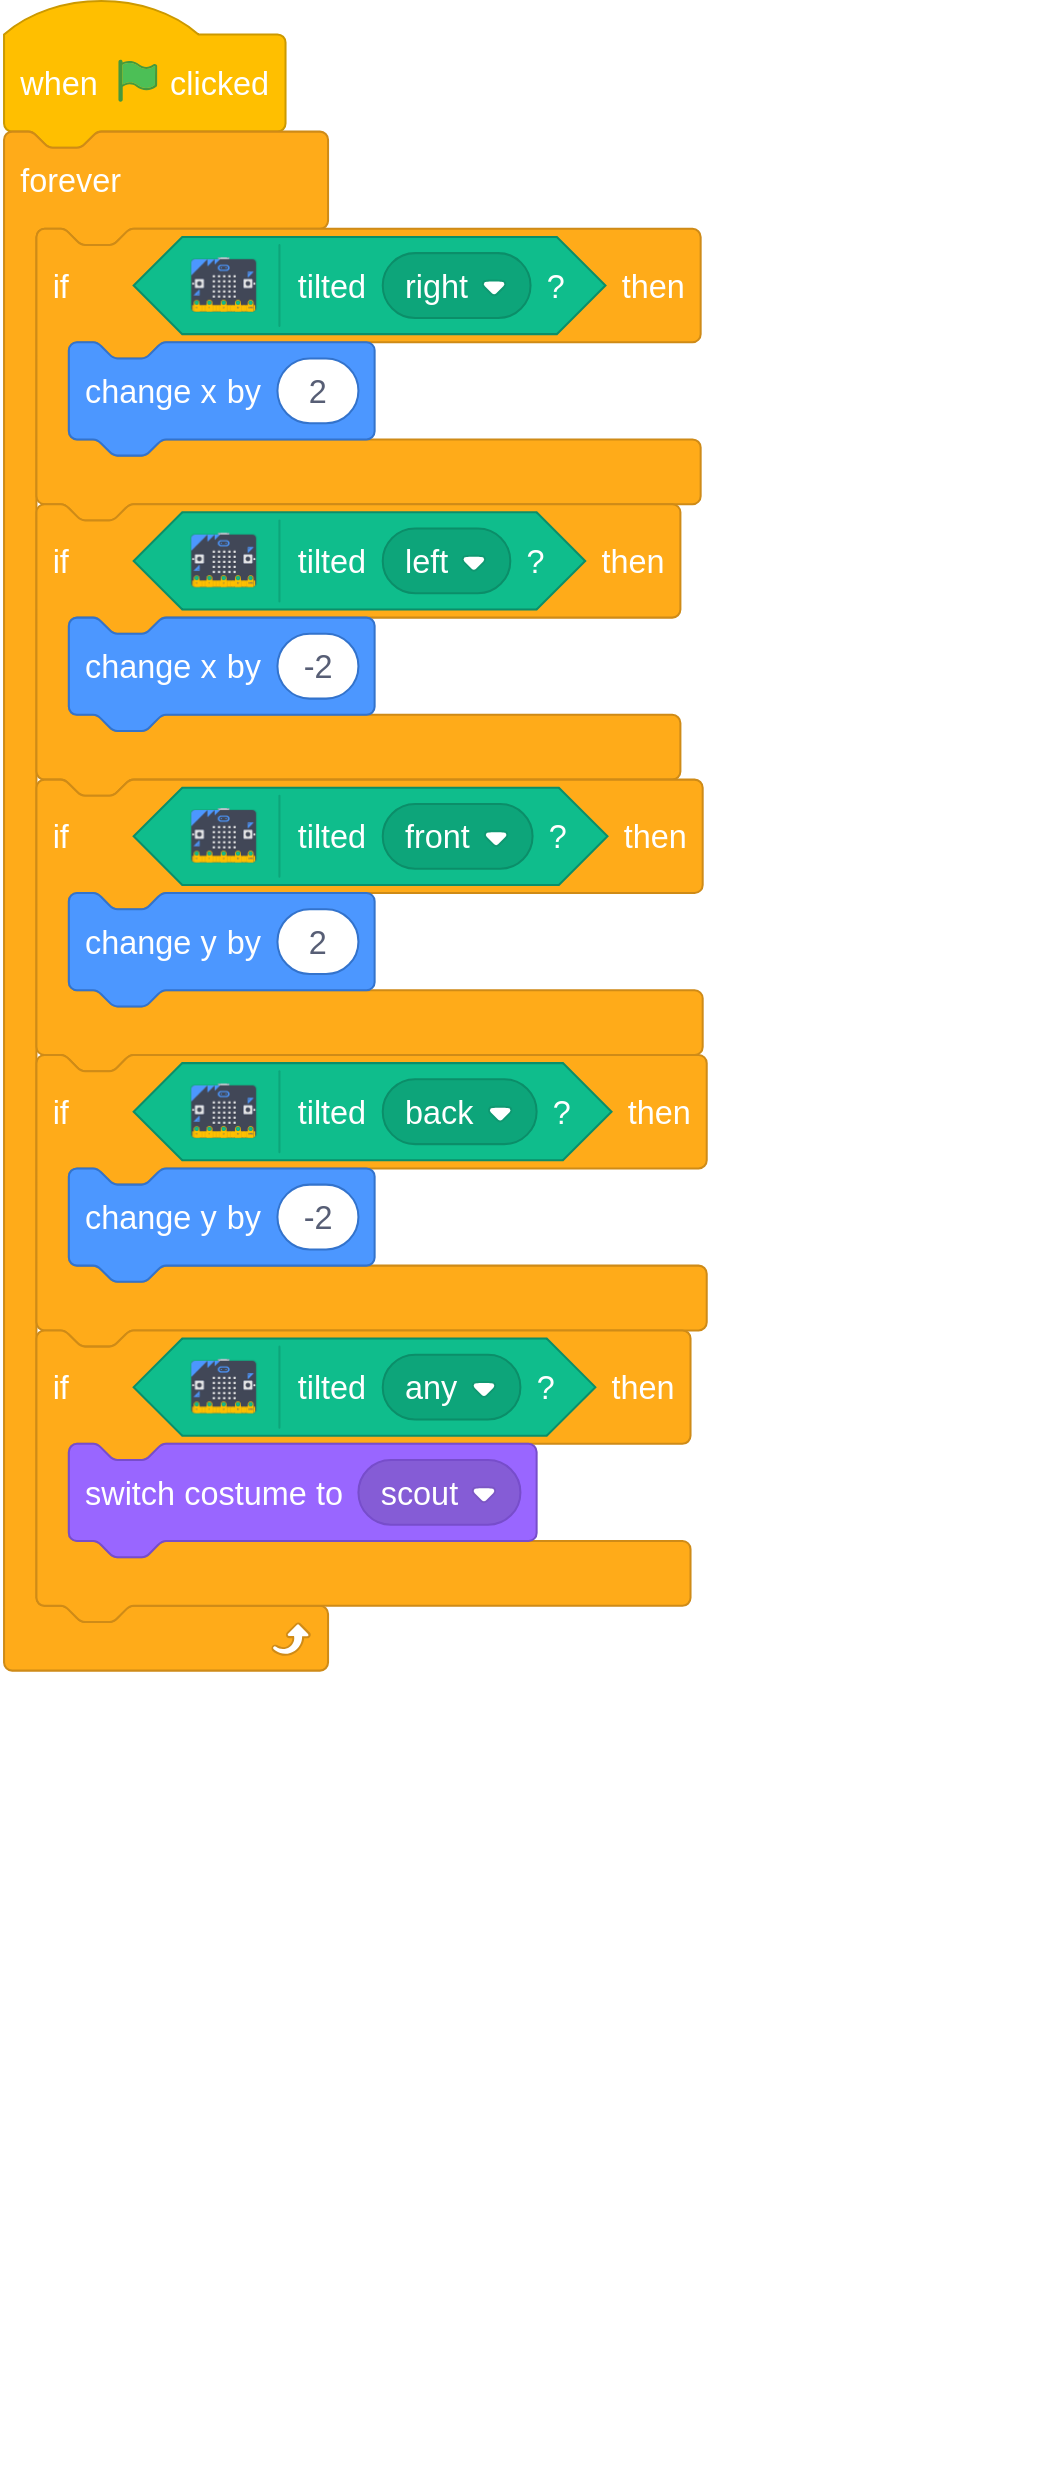 when clicked
forever
if tilted right ? then
change x by 2
if tilted left ? then
change x by -2
if tilted front ? then
change y by 2
if tilted back ? then
change y by -2
if tilted any ? then
switch costume to scout